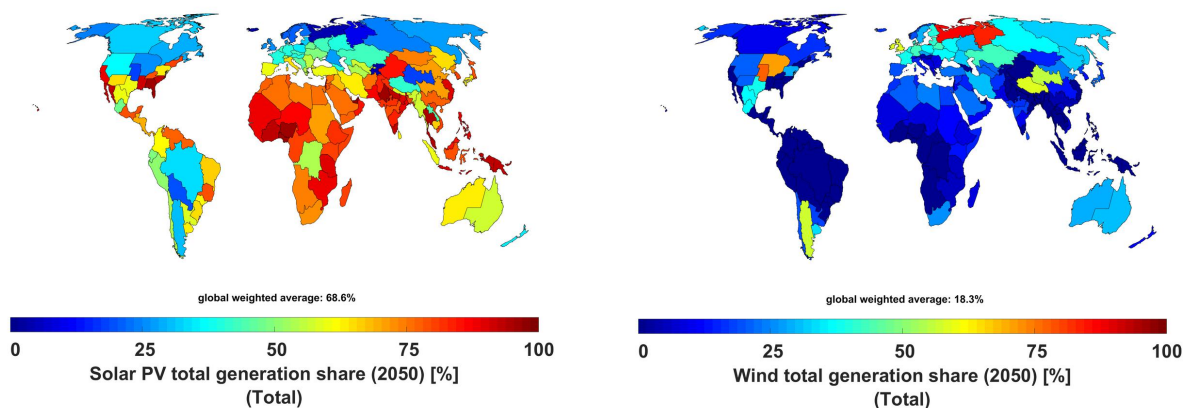 global weighted average: 68.6%
0 25 50 75 100
Solar PV total generation share (2050) [%]
(Total)
global weighted average: 18.3%
0 25 50 75 100
Wind total generation share (2050) [%]
(Total)